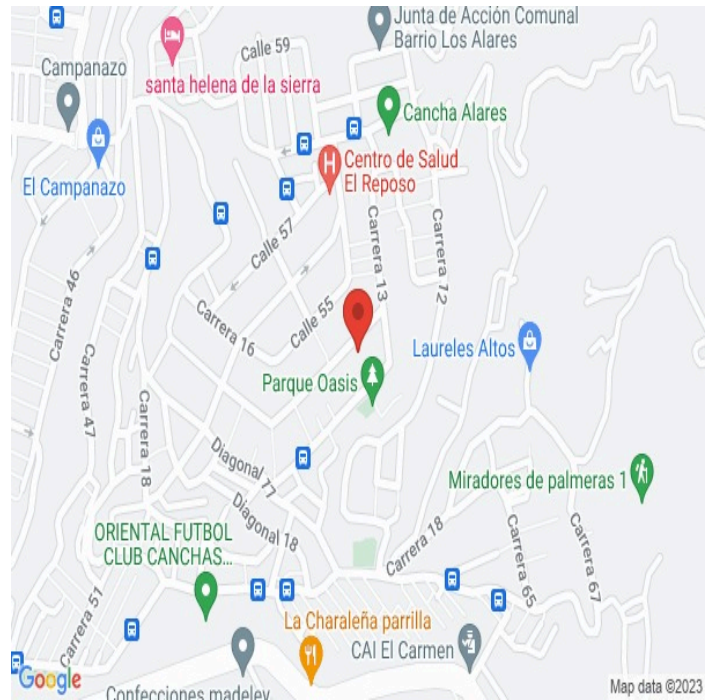 Junta de Acción Comunal
Barrio Los Alares
Calle 59
Campanazo
santa helena de la sierra
Cancha Alares
Centro de Salud
El Reposo
El Campanazo
Calle 57
Carrera 13
Carrera 72
Carrera 46
Carrera 16
Calle 55
Laureles Altos
Parque Oasis
Carrera 47
Carrera 18
Diagonal 77
Miradores de palmeras 1
Diagonal 18
ORIENTAL FUTBOL
CLUB CANCHAS...
Carrera 18
Carrera 65
Carrera 67
Carrera 51
La Charaleña parrilla
CAI El Carmen
Google
Confecciones madeley
Map data ©2023